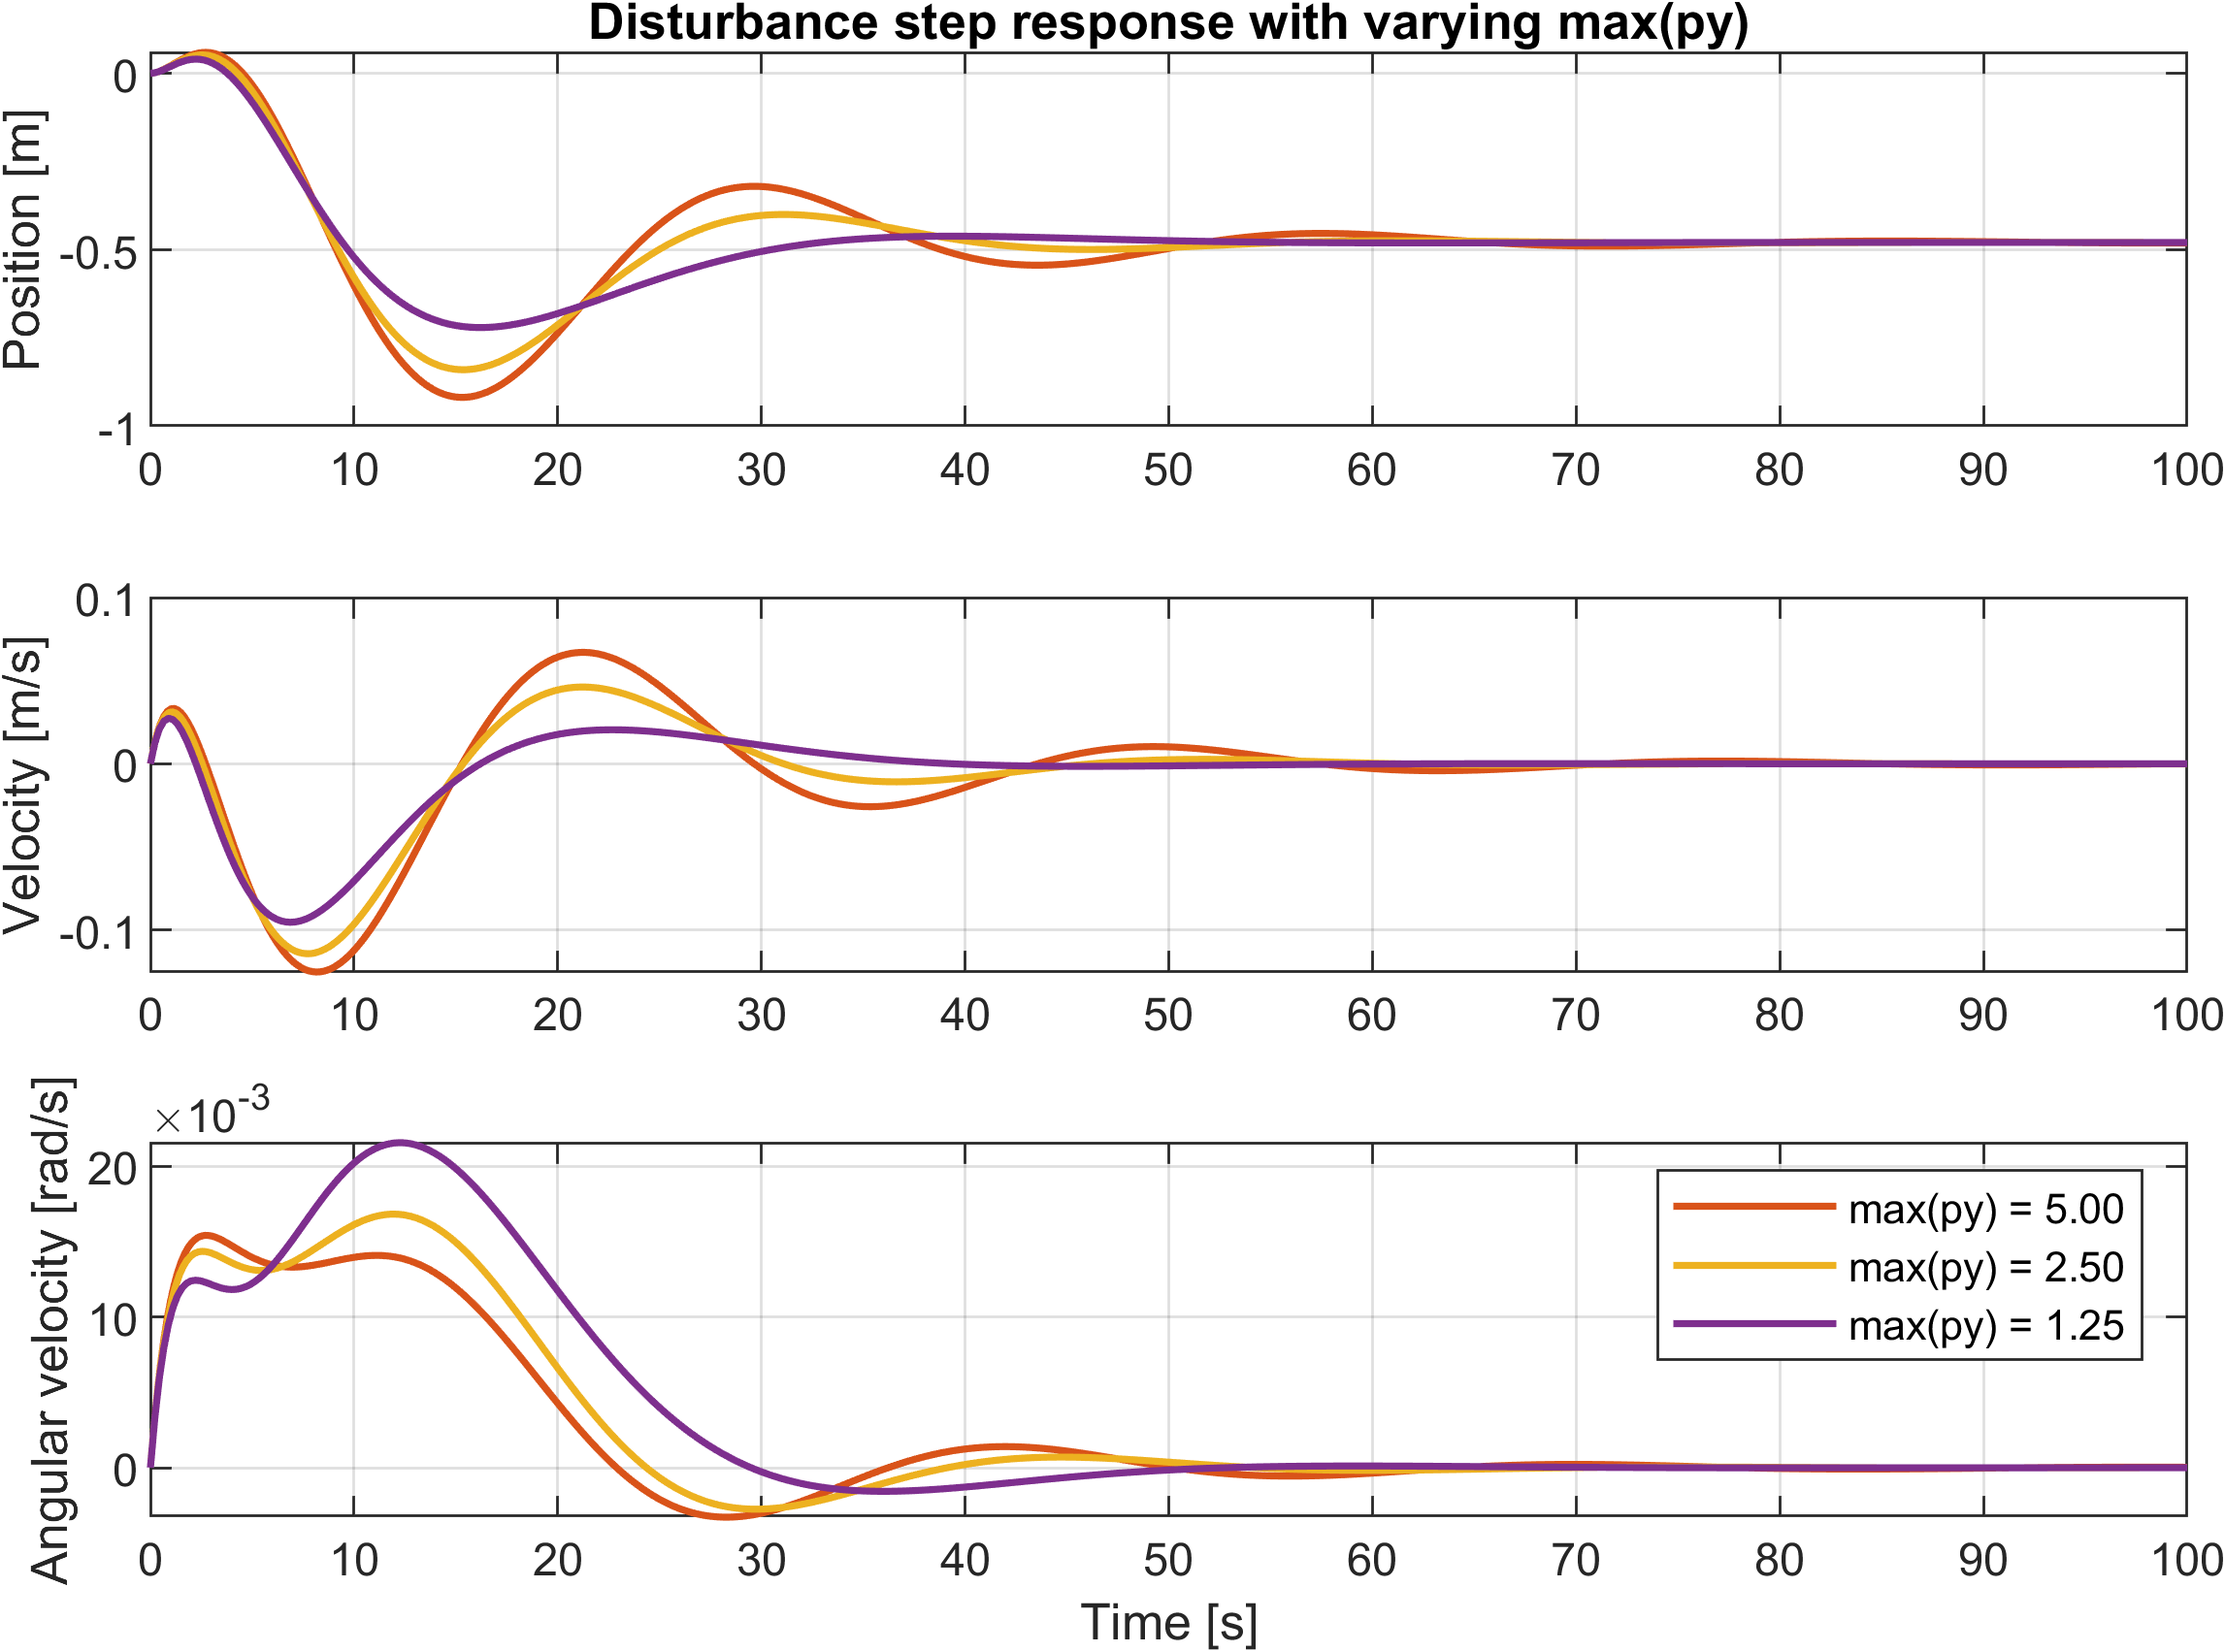 Disturbance step response with varying max(py)
Position [m]
0
-0.5
-1
0 10 20 30 40 50 60 70 80 90 100
Velocity [m/s]
0.1
0
-0.1
0 10 20 30 40 50 60 70 80 90 100
Angular velocity [rad/s]
×10⁻³
20
10
0
max(py) = 5.00
max(py) = 2.50
max(py) = 1.25
0 10 20 30 40 50 60 70 80 90 100
Time [s]